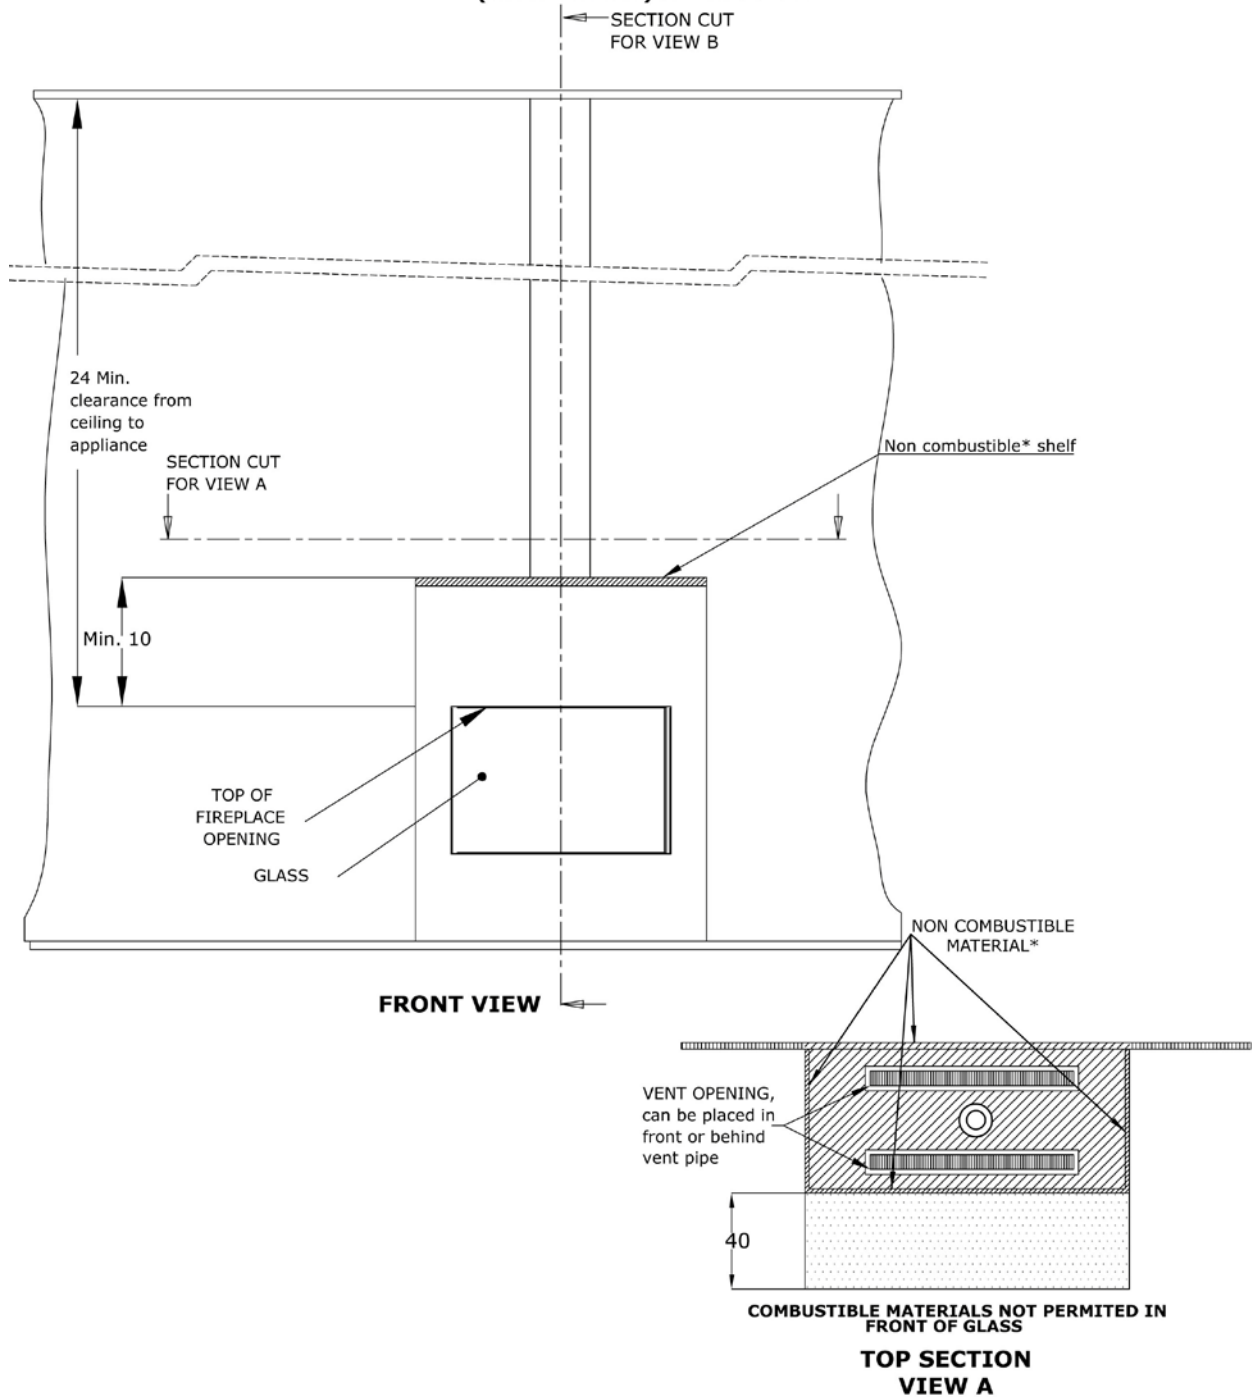 SECTION CUT
FOR VIEW B
24 Min.
clearance from
ceiling to
appliance
SECTION CUT
FOR VIEW A
Non combustible* shelf
Min. 10
TOP OF
FIREPLACE
OPENING
GLASS
FRONT VIEW
NON COMBUSTIBLE
MATERIAL*
VENT OPENING,
can be placed in
front or behind
vent pipe
40
COMBUSTIBLE MATERIALS NOT PERMITED IN
FRONT OF GLASS
TOP SECTION
VIEW A